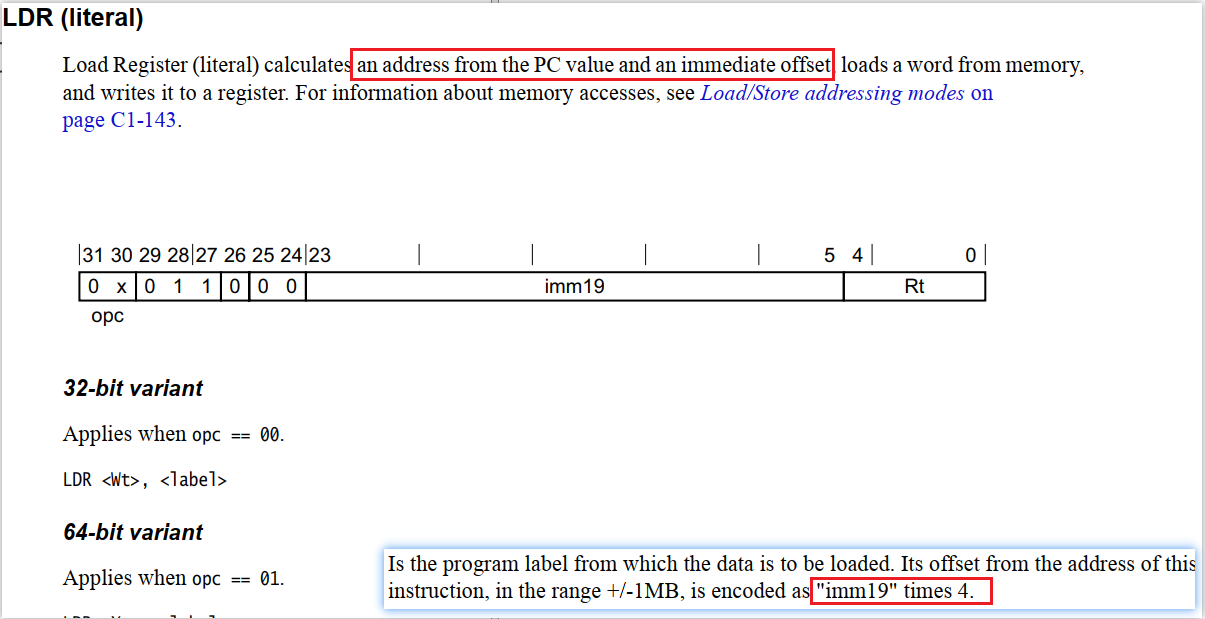 LDR (literal)
Load Register (literal) calculates an address from the PC value and an immediate offset, loads a word from memory,
and writes it to a register. For information about memory accesses, see Load/Store addressing modes on
page C1-143.
31 30 29 28 27 26 25 24 23 5 4 0
0 x 0 1 1 0 0 0 imm19 Rt
opc
32-bit variant
Applies when opc == 00.
LDR <Wt>, <label>
64-bit variant
Applies when opc == 01.
Is the program label from which the data is to be loaded. Its offset from the address of this
instruction, in the range +/-1MB, is encoded as "imm19" times 4.